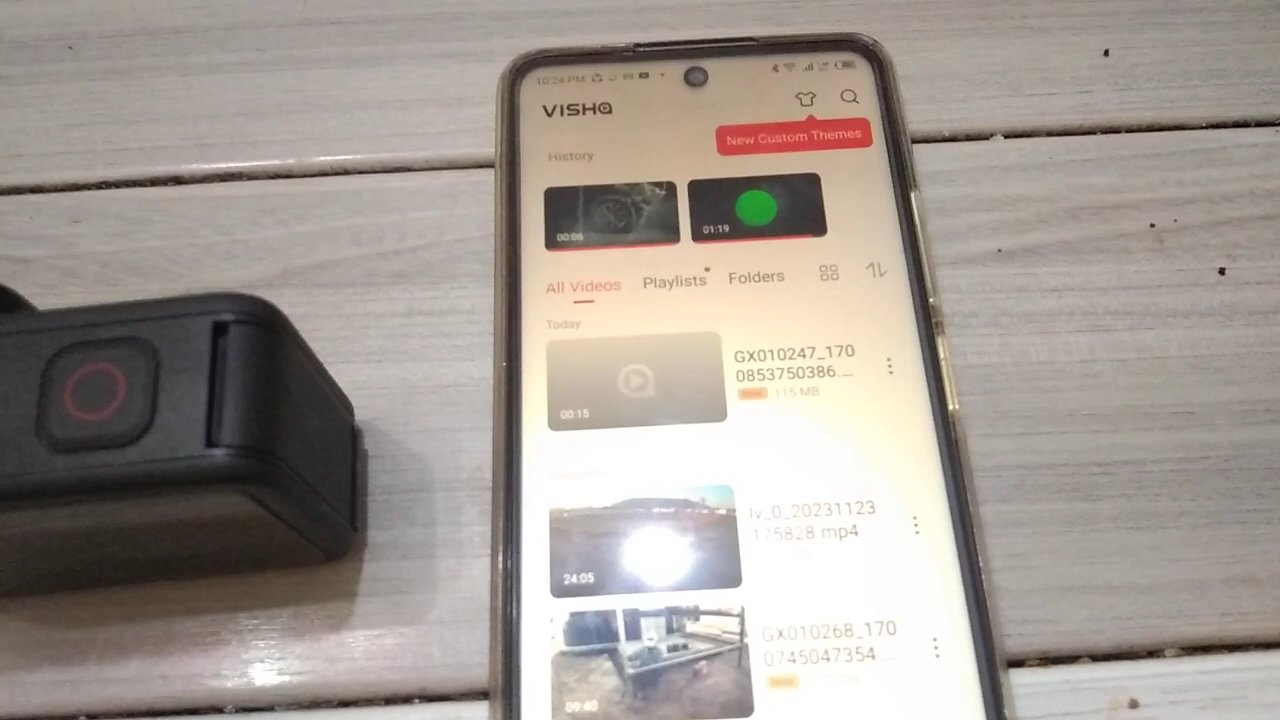 10:24 PM
VISHA
New Custom Themes
History
00:06
01:19
All Videos
Playlists
Folders
Today
00:15
GX010247_170
0853750386....
115 MB
24:05
lv_0_20231123
175828.mp4
09:40
GX010268_170
0745047354...